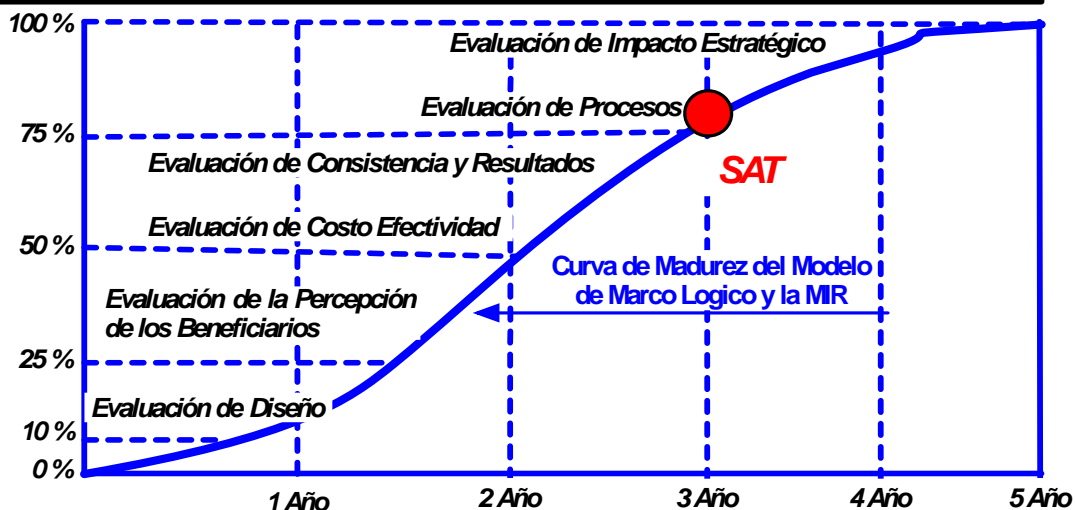 100 %
Evaluación de Impacto Estratégico
Evaluación de Procesos
75 %
Evaluación de Consistencia y Resultados
SAT
Evaluación de Costo Efectividad
50 %
Curva de Madurez del Modelo
de Marco Logico y la MIR
Evaluación de la Percepción
de los Beneficiarios
25 %
Evaluación de Diseño
10 %
0 %
1 Año
2 Año
3 Año
4 Año
5 Año